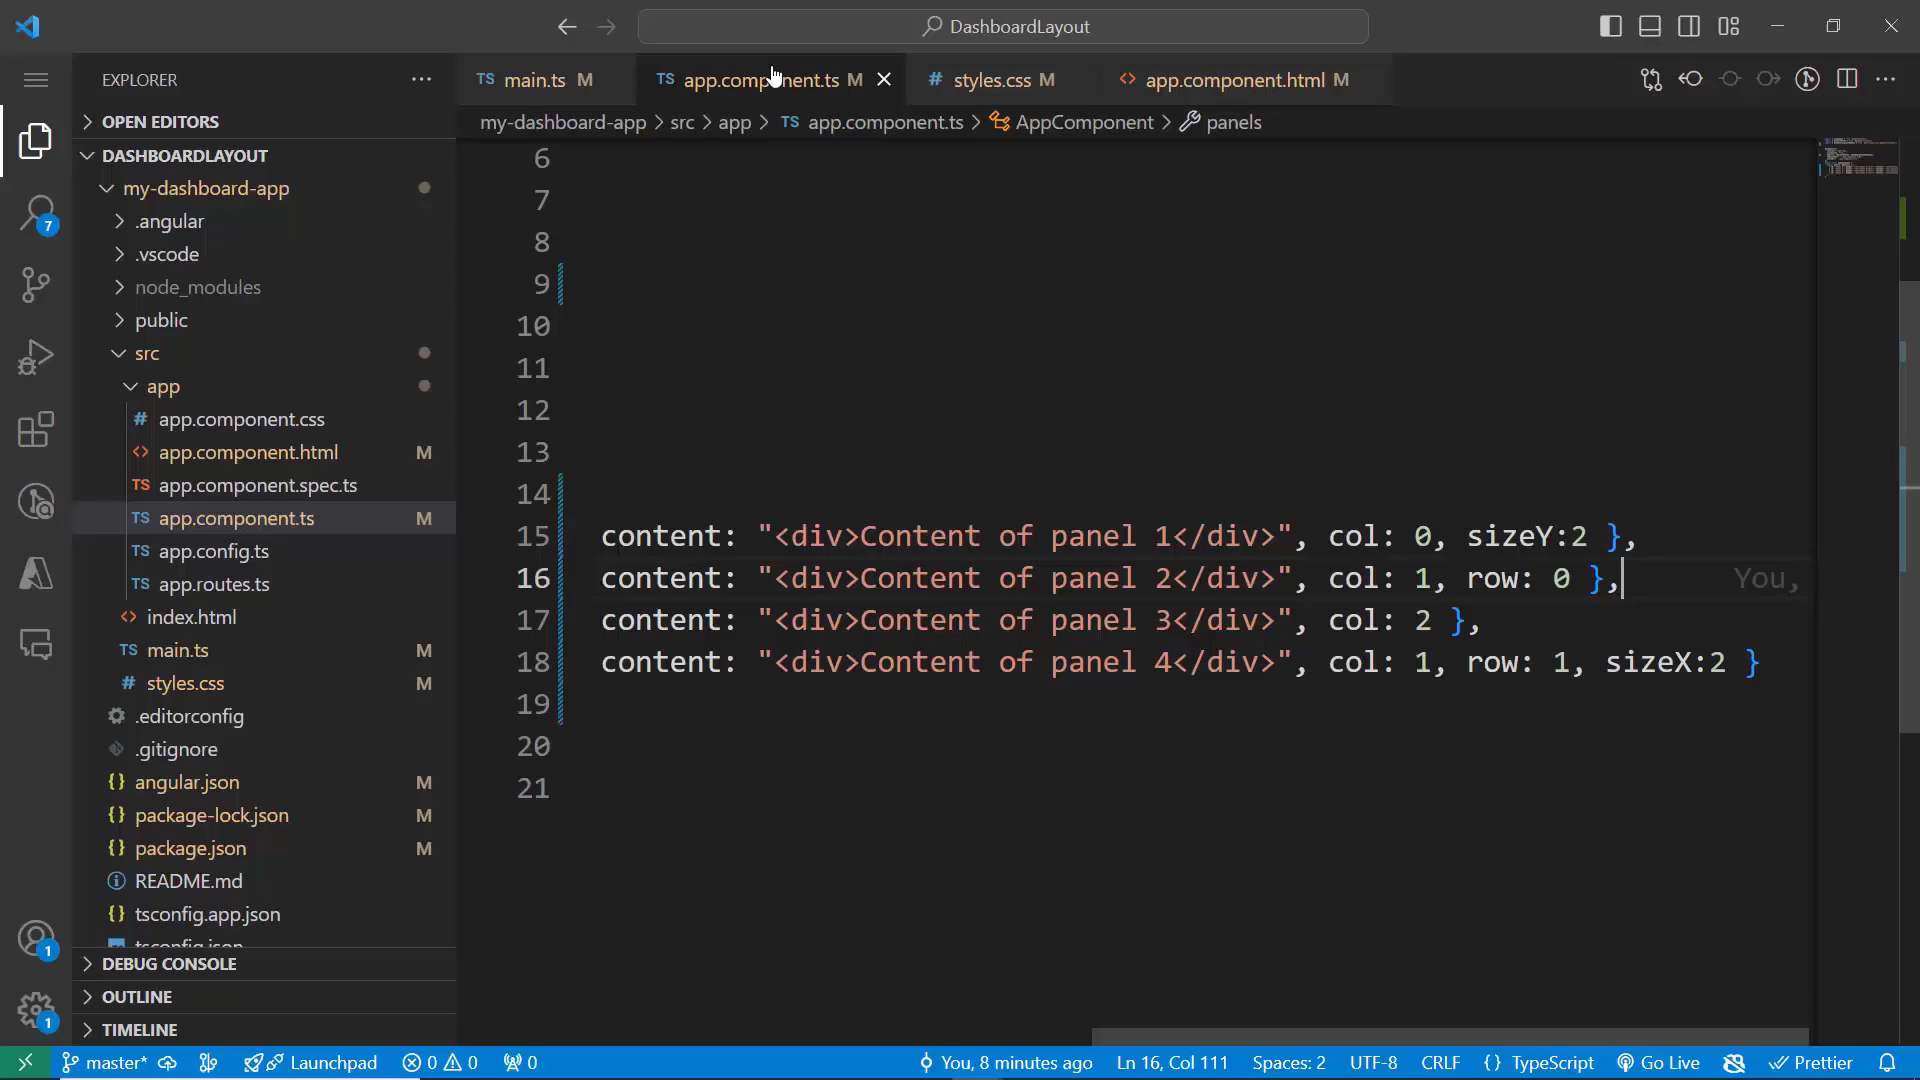 DashboardLayout
EXPLORER
TS main.ts M
TS app.component.ts M
# styles.css M
<> app.component.html M
my-dashboard-app > src > app > TS app.component.ts > AppComponent > panels
OPEN EDITORS
DASHBOARDLAYOUT
my-dashboard-app
.angular
.vscode
node_modules
public
src
app
# app.component.css
<> app.component.html M
TS app.component.spec.ts
TS app.component.ts M
TS app.config.ts
TS app.routes.ts
<> index.html
TS main.ts M
# styles.css M
.editorconfig
.gitignore
{} angular.json M
{} package-lock.json M
{} package.json M
README.md
{} tsconfig.app.json
tsconfig.json
DEBUG CONSOLE
OUTLINE
TIMELINE
7
1
1
6
7
8
9
10
11
12
13
14
15 content: "<div>Content of panel 1</div>", col: 0, sizeY:2 },
16 content: "<div>Content of panel 2</div>", col: 1, row: 0 }, You,
17 content: "<div>Content of panel 3</div>", col: 2 },
18 content: "<div>Content of panel 4</div>", col: 1, row: 1, sizeX:2 }
19
20
21
master* Launchpad 0 0 0 You, 8 minutes ago Ln 16, Col 111 Spaces: 2 UTF-8 CRLF {} TypeScript Go Live Prettier